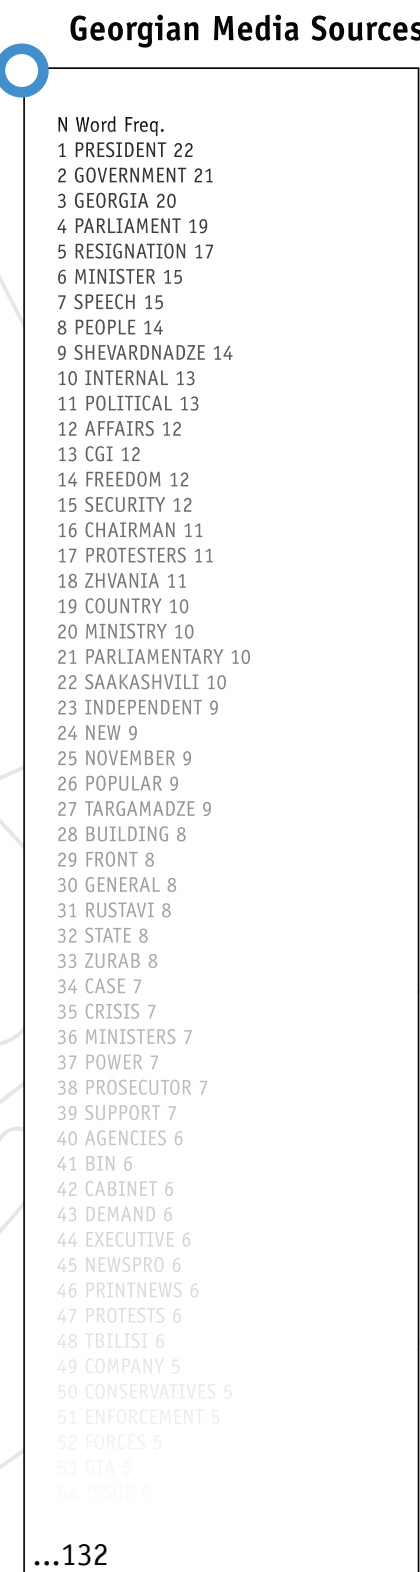 Georgian Media Sources
N Word Freq.
1 PRESIDENT 22
2 GOVERNMENT 21
3 GEORGIA 20
4 PARLIAMENT 19
5 RESIGNATION 17
6 MINISTER 15
7 SPEECH 15
8 PEOPLE 14
9 SHEVARDNADZE 14
10 INTERNAL 13
11 POLITICAL 13
12 AFFAIRS 12
13 CGI 12
14 FREEDOM 12
15 SECURITY 12
16 CHAIRMAN 11
17 PROTESTERS 11
18 ZHVANIA 11
19 COUNTRY 10
20 MINISTRY 10
21 PARLIAMENTARY 10
22 SAAKASHVILI 10
23 INDEPENDENT 9
24 NEW 9
25 NOVEMBER 9
26 POPULAR 9
27 TARGAMADZE 9
28 BUILDING 8
29 FRONT 8
30 GENERAL 8
31 RUSTAVI 8
32 STATE 8
33 ZURAB 8
34 CASE 7
35 CRISIS 7
36 MINISTERS 7
37 POWER 7
38 PROSECUTOR 7
39 SUPPORT 7
40 AGENCIES 6
41 BIN 6
42 CABINET 6
43 DEMAND 6
44 EXECUTIVE 6
45 NEWSPRO 6
46 PRINTNEWS 6
47 PROTESTS 6
48 TBILISI 6
49 COMPANY 5
50 CONSERVATIVES 5
51 ENFORCEMENT 5
52 FORCES 5
53 GIA 5
54 ISSUE 5
...132